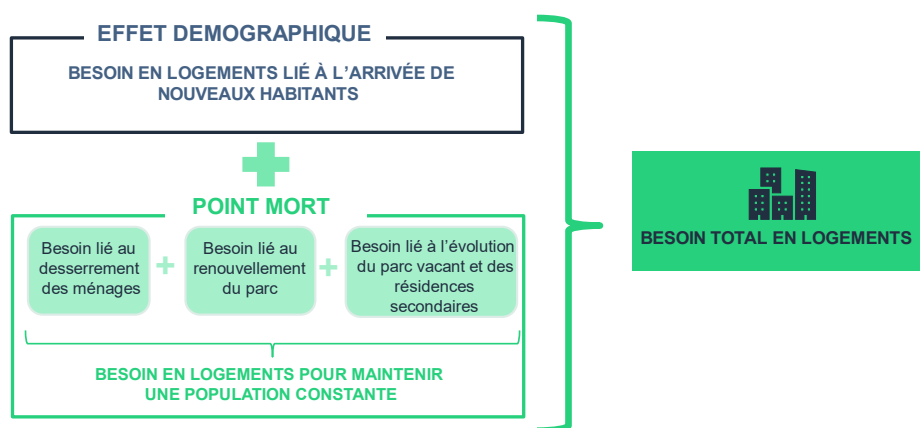 EFFET DEMOGRAPHIQUE
BESOIN EN LOGEMENTS LIÉ À L’ARRIVÉE DE
NOUVEAUX HABITANTS
POINT MORT
Besoin lié au
desserrement
des ménages
+
Besoin lié au
renouvellement
du parc
+
Besoin lié à l’évolution
du parc vacant et des
résidences
secondaires
BESOIN EN LOGEMENTS POUR MAINTENIR
UNE POPULATION CONSTANTE
BESOIN TOTAL EN LOGEMENTS